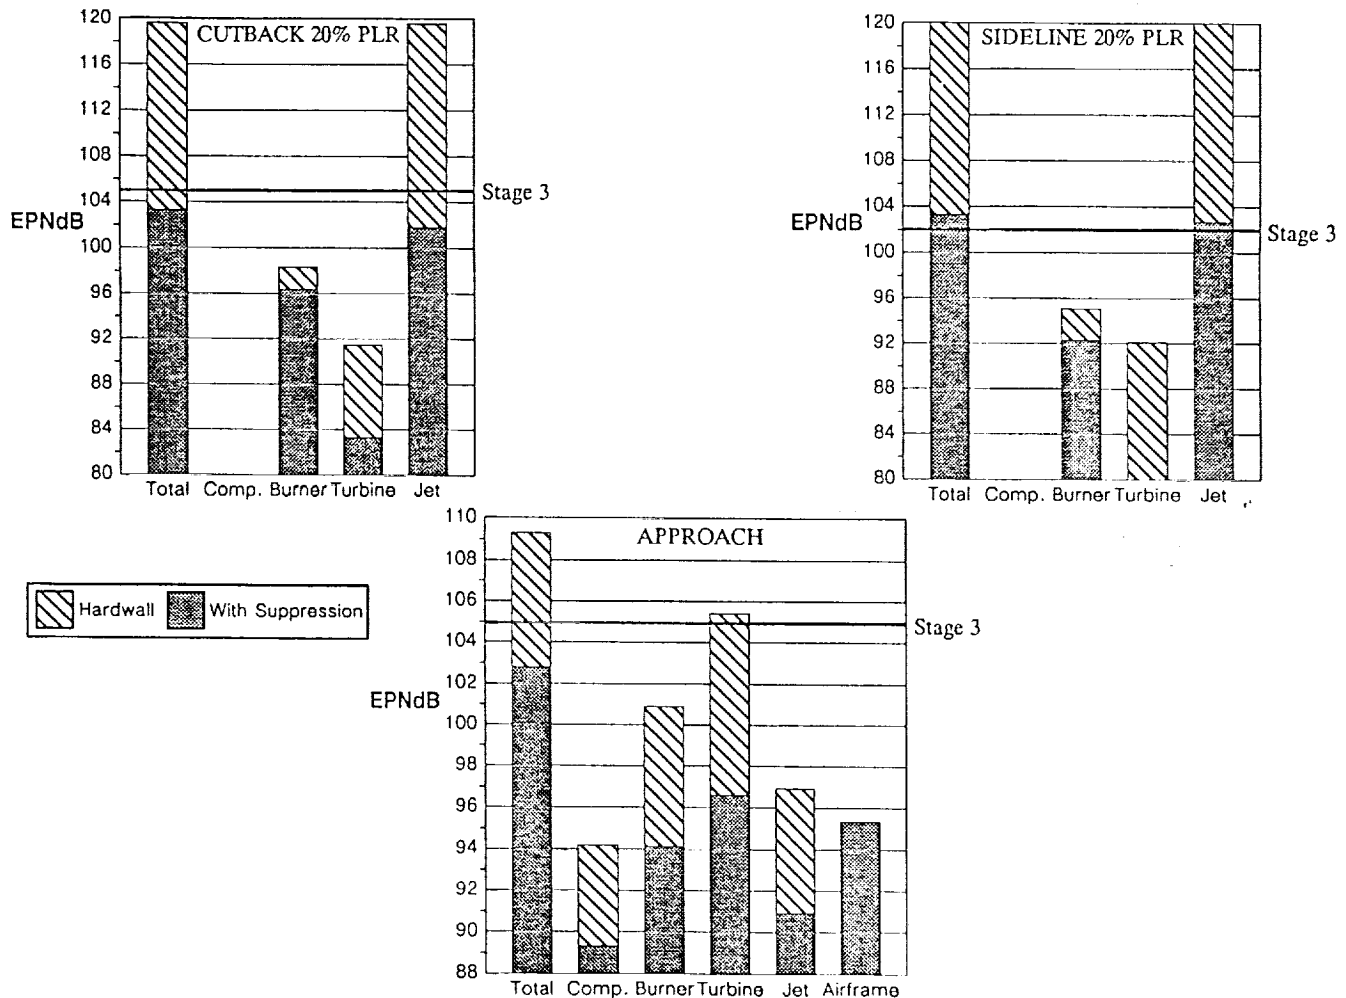 CUTBACK 20% PLR
120
116
112
108
104
100
96
92
88
84
80
EPNdB
Stage 3
Total Comp. Burner Turbine Jet
SIDELINE 20% PLR
120
116
112
108
104
100
96
92
88
84
80
EPNdB
Stage 3
Total Comp. Burner Turbine Jet
Hardwall With Suppression
APPROACH
110
108
106
104
102
100
98
96
94
92
90
88
EPNdB
Stage 3
Total Comp. Burner Turbine Jet Airframe